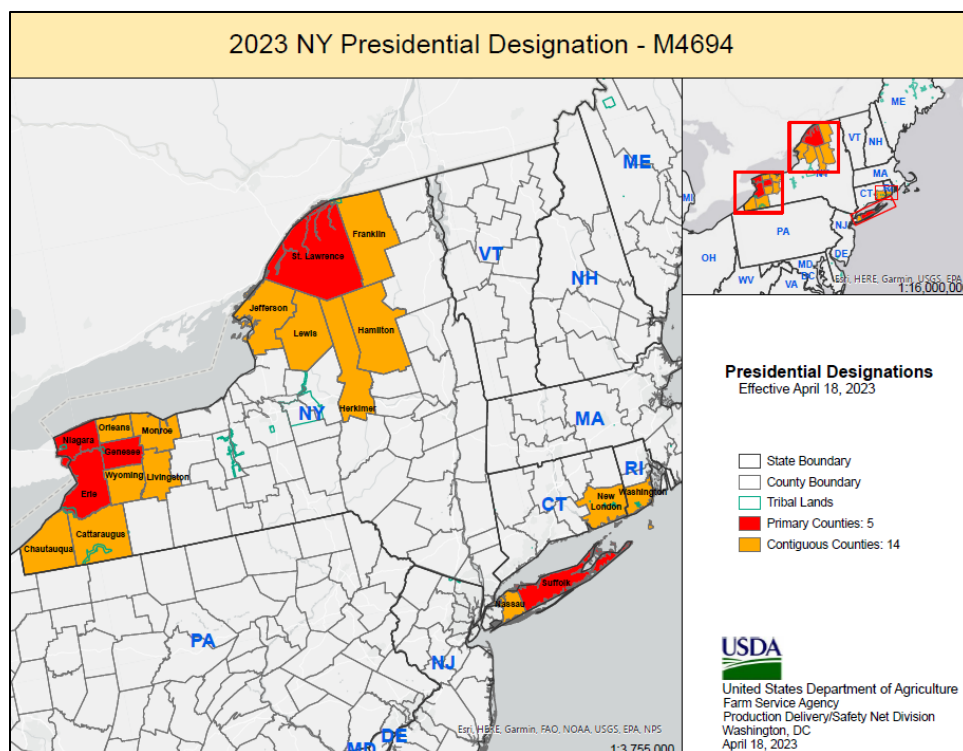 2023 NY Presidential Designation - M4694
ME
Franklin
St. Lawrence
VT
NH
Jefferson
Lewis
Hamilton
NY
Herkimer
MA
Orleans
Niagara
Monroe
Genesee
Wyoming
Livingston
Erie
RI
CT
New
London
Washington
Cattaraugus
Chautauqua
Suffolk
Nassau
PA
NJ
DE
MD
Esri, HERE, Garmin, FAO, NOAA, USGS, EPA, NPS
1:3,755,000
ME
VT
NH
NY
MA
MI
CT
RI
PA
NJ
OH
MD
DE
DC
WV
VA
Esri, HERE, Garmin, USGS, EPA
1:16,000,000
Presidential Designations
Effective April 18, 2023
State Boundary
County Boundary
Tribal Lands
Primary Counties: 5
Contiguous Counties: 14
USDA
United States Department of Agriculture
Farm Service Agency
Production Delivery/Safety Net Division
Washington, DC
April 18, 2023